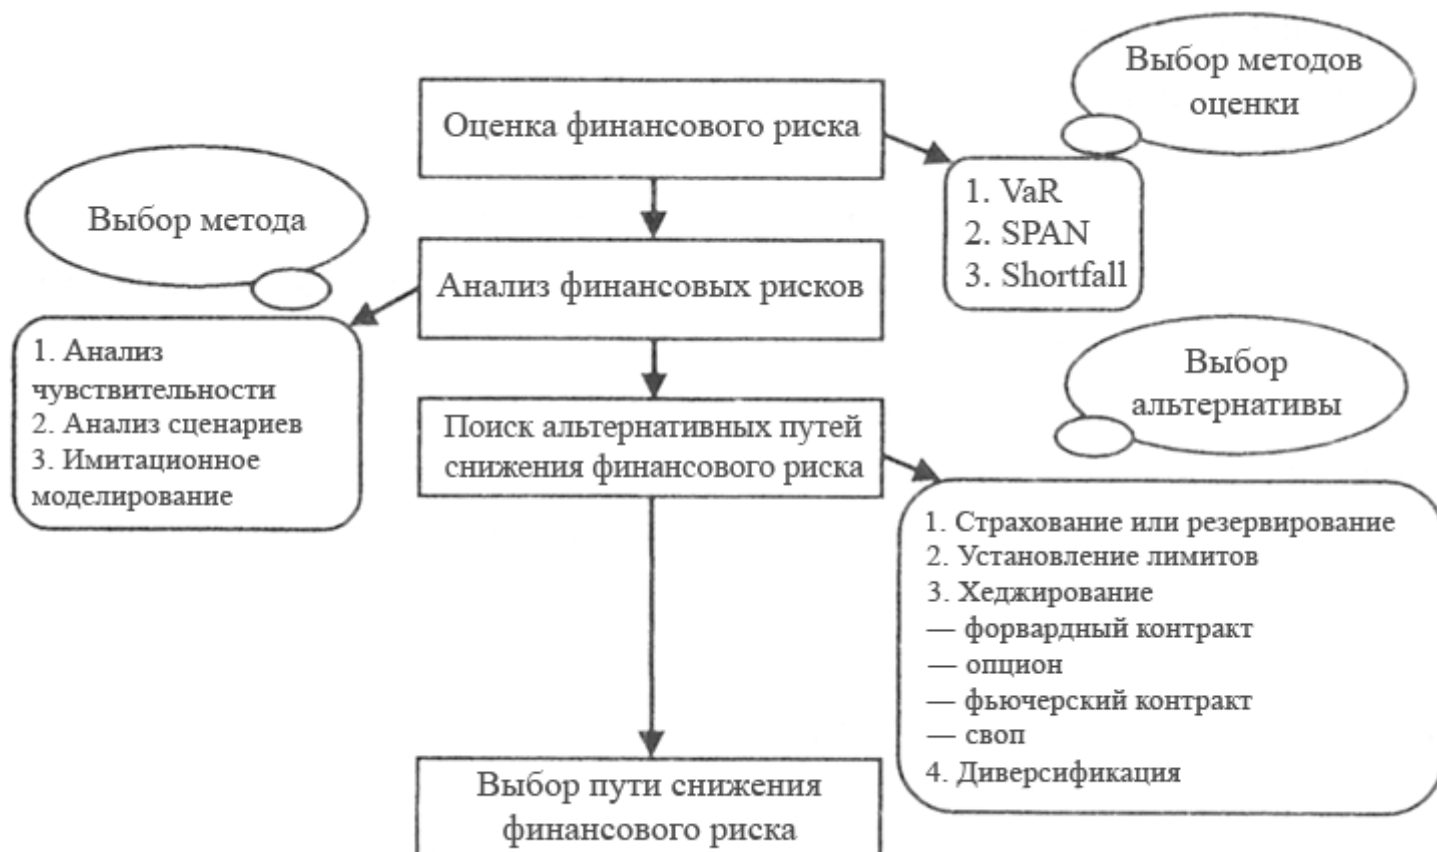 Выбор методов
оценки
Оценка финансового риска
1. VaR
2. SPAN
3. Shortfall
Выбор метода
Анализ финансовых рисков
1. Анализ
чувствительности
2. Анализ сценариев
3. Имитационное
моделирование
Выбор
альтернативы
Поиск альтернативных путей
снижения финансового риска
1. Страхование или резервирование
2. Установление лимитов
3. Хеджирование
— форвардный контракт
— опцион
— фьючерский контракт
— своп
4. Диверсификация
Выбор пути снижения
финансового риска